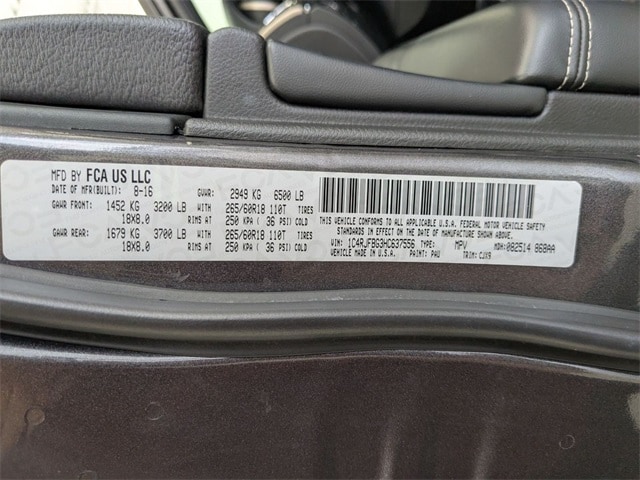 MFD BY FCA US LLC
DATE OF MFR(BUILT): 8-16 GVWR: 2949 KG 6500 LB
GAWR FRONT: 1452 KG 3200 LB WITH 265/60R18 110T TIRES
18X8.0 RIMS AT 250 KPA ( 36 PSI) COLD
GAWR REAR: 1679 KG 3700 LB WITH 265/60R18 110T TIRES
18X8.0 RIMS AT 250 KPA ( 36 PSI) COLD
THIS VEHICLE CONFORMS TO ALL APPLICABLE U.S.A. FEDERAL MOTOR VEHICLE SAFETY
STANDARDS IN EFFECT ON THE DATE OF MANUFACTURE SHOWN ABOVE.
VIN: 1C4RJFBG3HC637556 TYPE: MPV MDH: 082514 868AA
VEHICLE MADE IN U.S.A. PAINT: PAU TRIM: CJX9